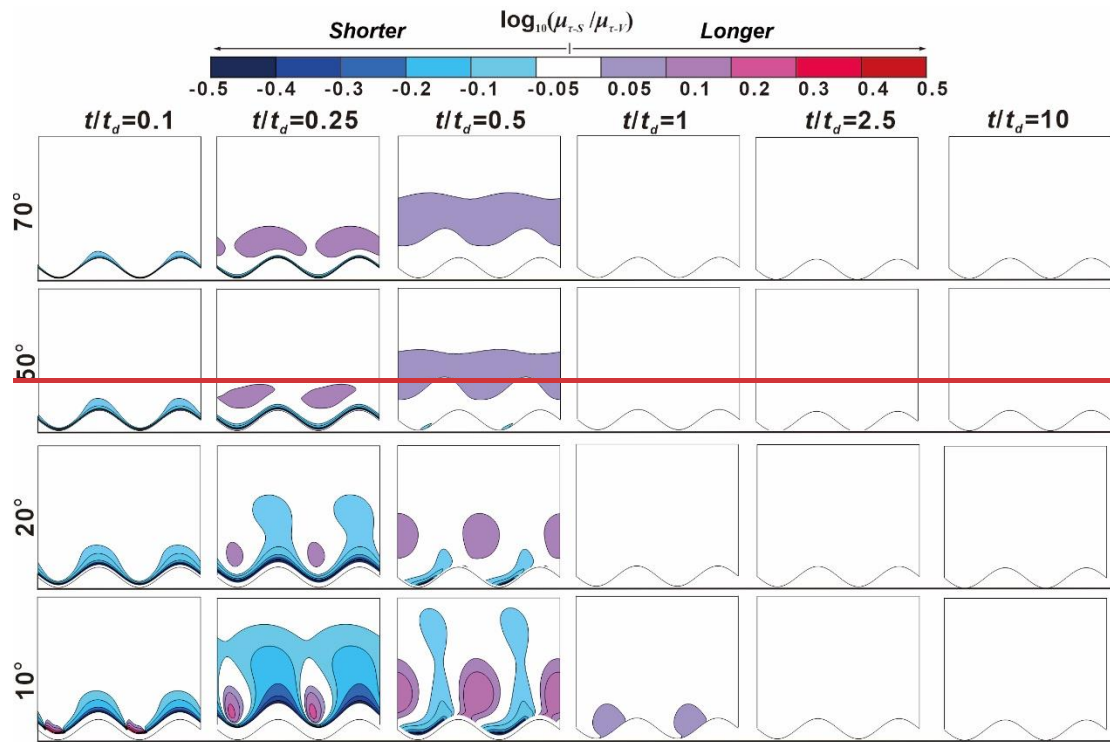 log₁₀(μτ-S /μτ-V)
Shorter Longer
-0.5 -0.4 -0.3 -0.2 -0.1 -0.05 0.05 0.1 0.2 0.3 0.4 0.5
t/td=0.1 t/td=0.25 t/td=0.5 t/td=1 t/td=2.5 t/td=10
70°
50°
20°
10°